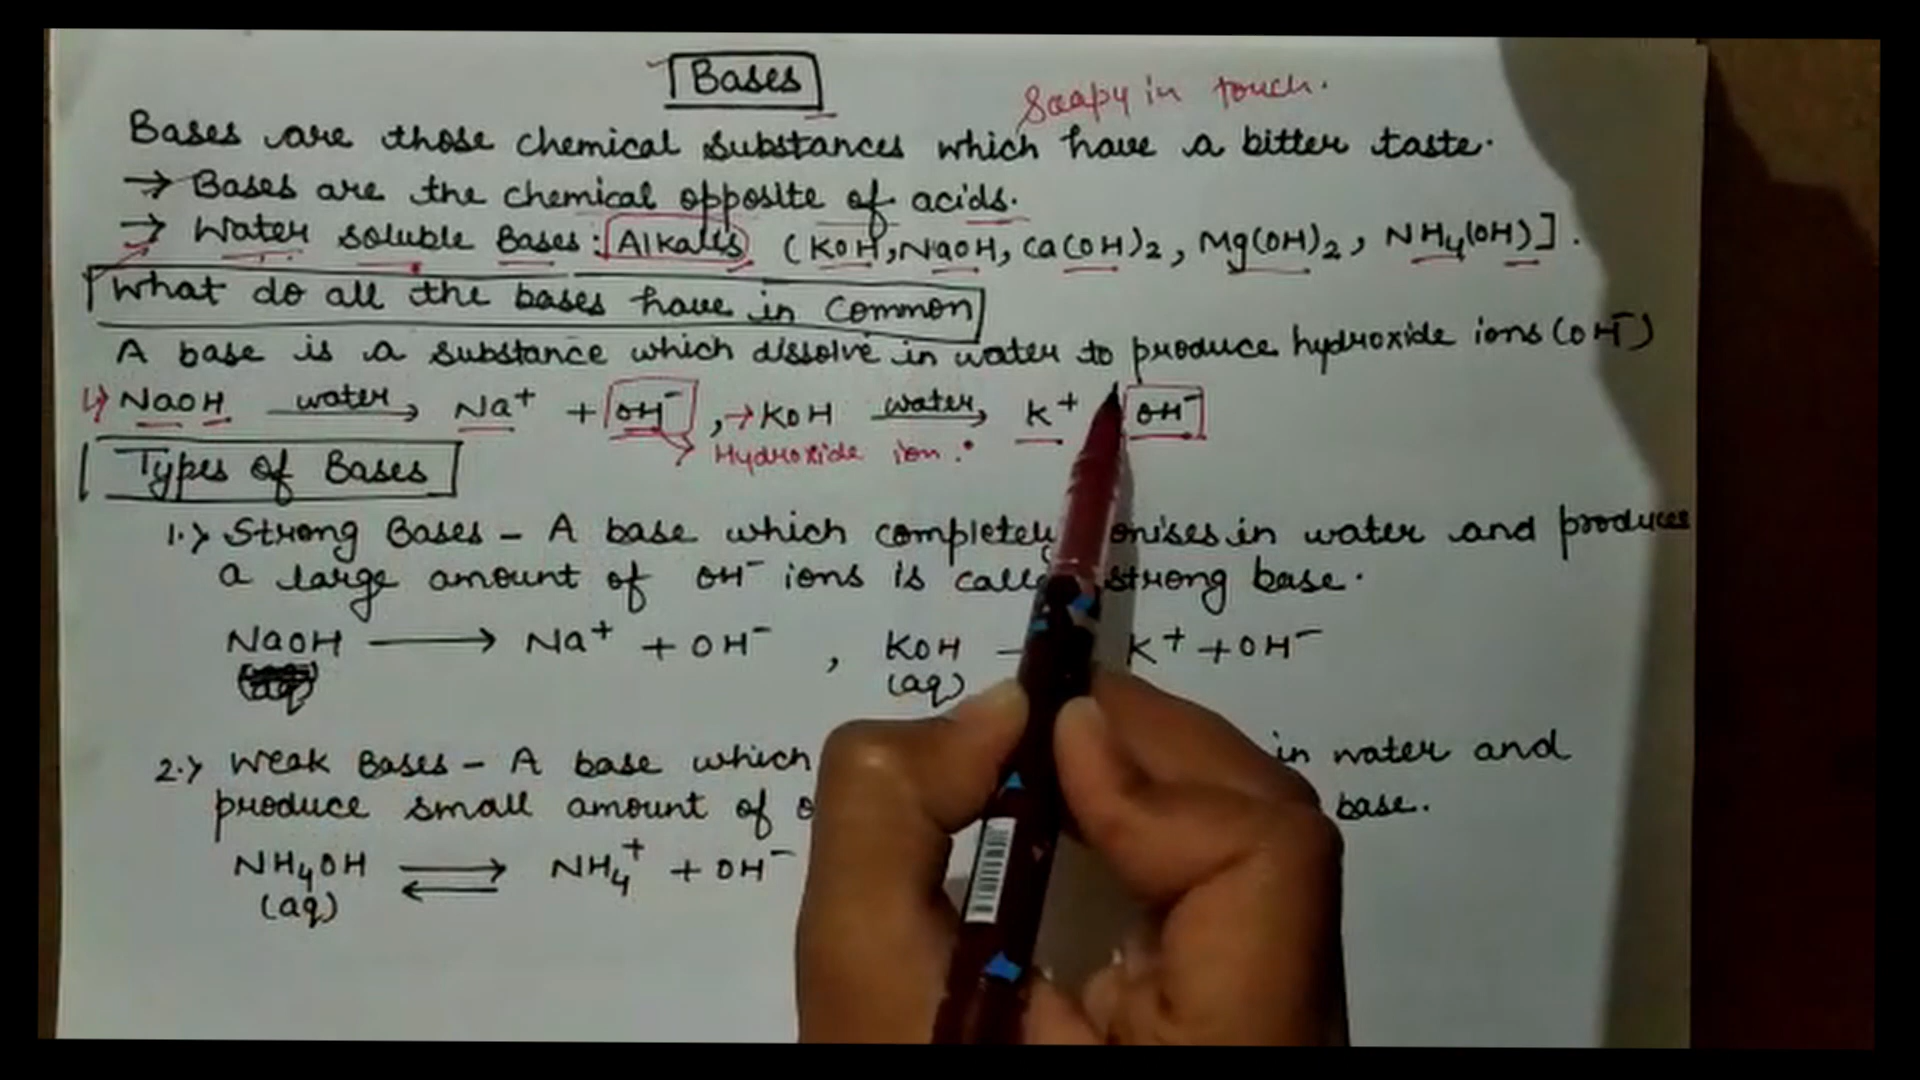 Bases
Soapy in touch.
Bases are those chemical substances which have a bitter taste.
→ Bases are the chemical opposite of acids.
→ Water soluble Bases: Alkalis (KOH, NaOH, Ca(OH)2, Mg(OH)2, NH4(OH)].
What do all the bases have in Common
A base is a substance which dissolve in water to produce hydroxide ions (OH⁻)
↳ NaOH water→ Na⁺ + OH⁻, → KOH water→ K⁺ OH⁻
→ Hydroxide ion.
Types of Bases
1.) Strong Bases - A base which completely onises in water and produces
a large amount of OH⁻ ions is calle strong base.
NaOH → Na⁺ + OH⁻, KOH K⁺ + OH⁻
(aq)
2.) Weak Bases - A base which in water and
produce small amount of base.
NH4OH ⇌ NH4⁺ + OH⁻
(aq)